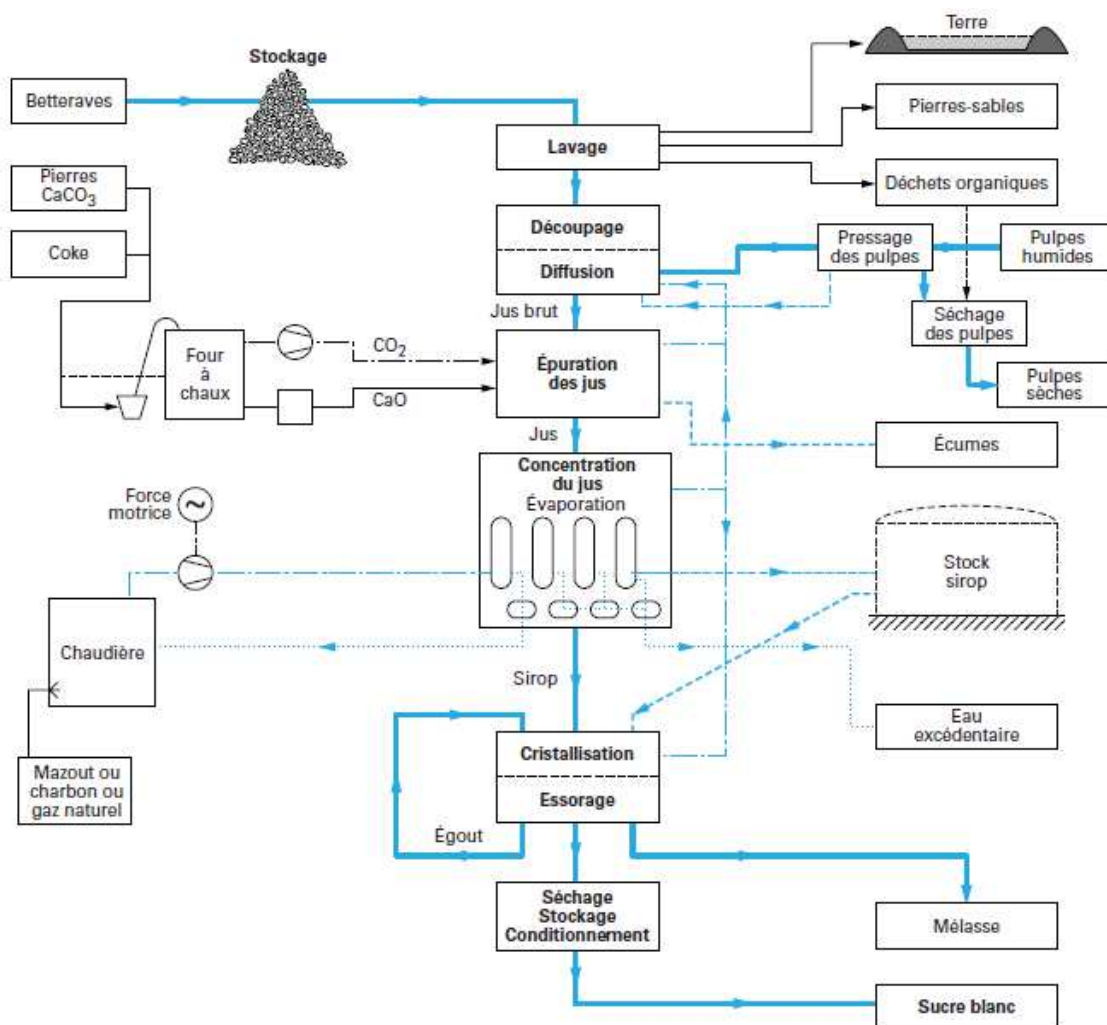 Terre
Stockage
Betteraves
Pierres-sables
Lavage
Pierres
CaCO3
Déchets organiques
Découpage
Coke
Pressage
des pulpes
Pulpes
humides
Diffusion
Jus brut
Séchage
des pulpes
Four
à
chaux
CO2
Épuration
des jus
CaO
Pulpes
sèches
Jus
Écumes
Concentration
du jus
Évaporation
Force
motrice
~
Stock
sirop
Chaudière
Sirop
Eau
excédentaire
Cristallisation
Mazout ou
charbon ou
gaz naturel
Essorage
Égout
Séchage
Stockage
Conditionnement
Mélasse
Sucre blanc